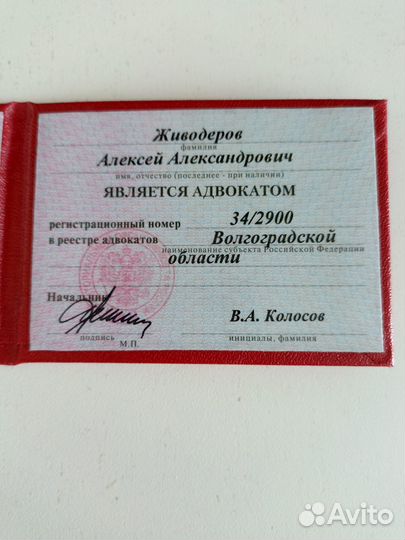 Живодеров
фамилия
Алексей Александрович
имя, отчество (последнее - при наличии)
ЯВЛЯЕТСЯ АДВОКАТОМ
регистрационный номер 34/2900
в реестре адвокатов Волгоградской
наименование субъекта Российской Федерации
области
Начальник
В.А. Колосов
подпись инициалы, фамилия
М.П.
Avito